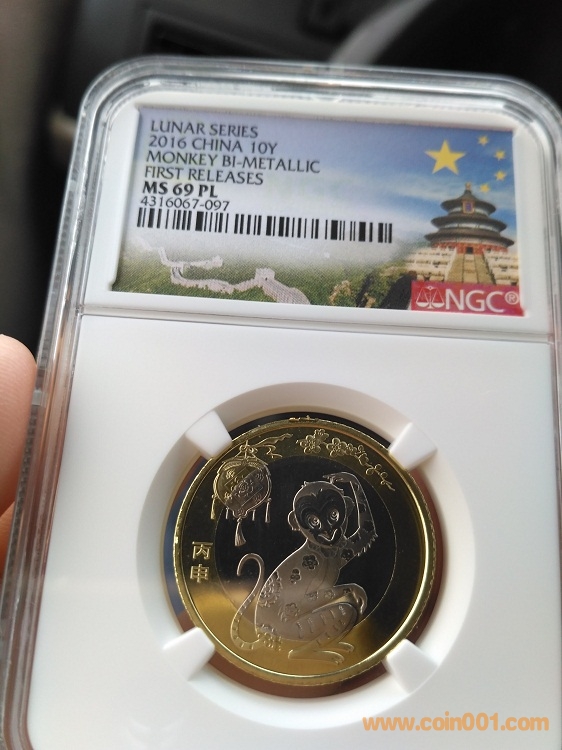 LUNAR SERIES
2016 CHINA 10Y
MONKEY BI-METALLIC
FIRST RELEASES
MS 69 PL
4316067-097
NGC®
丙
申
www.coin001.com